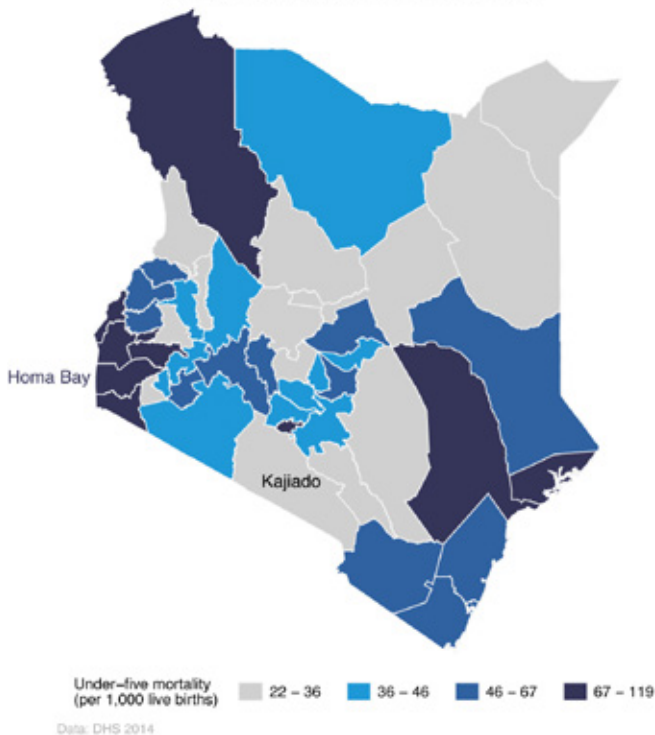 Homa Bay
Kajiado
Under-five mortality
(per 1,000 live births)
22 – 36
36 – 46
46 – 67
67 – 119
Data: DHS 2014